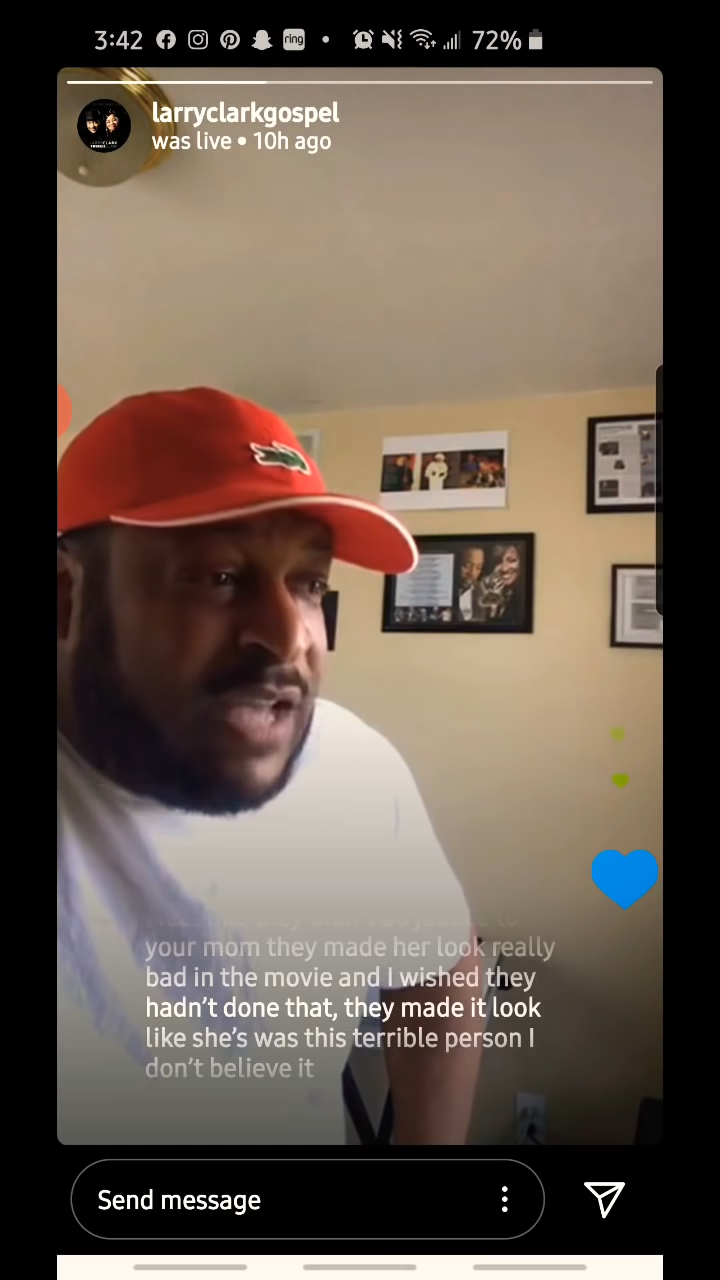 3:42 ring 72%
larryclarkgospel
was live • 10h ago
your mom they made her look really
bad in the movie and I wished they
hadn't done that, they made it look
like she's was this terrible person I
don't believe it
Send message